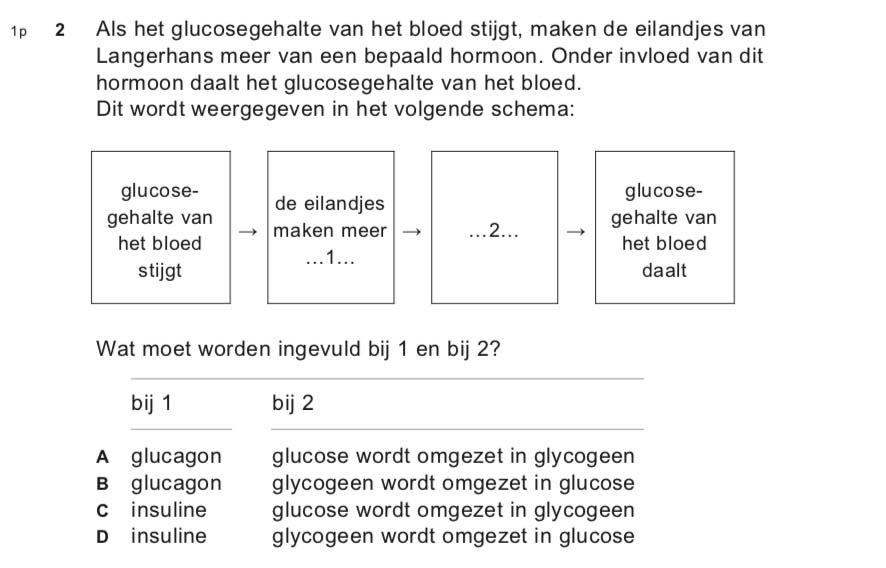 1p 2 Als het glucosegehalte van het bloed stijgt, maken de eilandjes van
Langerhans meer van een bepaald hormoon. Onder invloed van dit
hormoon daalt het glucosegehalte van het bloed.
Dit wordt weergegeven in het volgende schema:
glucose-
gehalte van
het bloed
stijgt
→
de eilandjes
maken meer
...1...
→
...2...
→
glucose-
gehalte van
het bloed
daalt
Wat moet worden ingevuld bij 1 en bij 2?
bij 1 bij 2
A glucagon glucose wordt omgezet in glycogeen
B glucagon glycogeen wordt omgezet in glucose
C insuline glucose wordt omgezet in glycogeen
D insuline glycogeen wordt omgezet in glucose